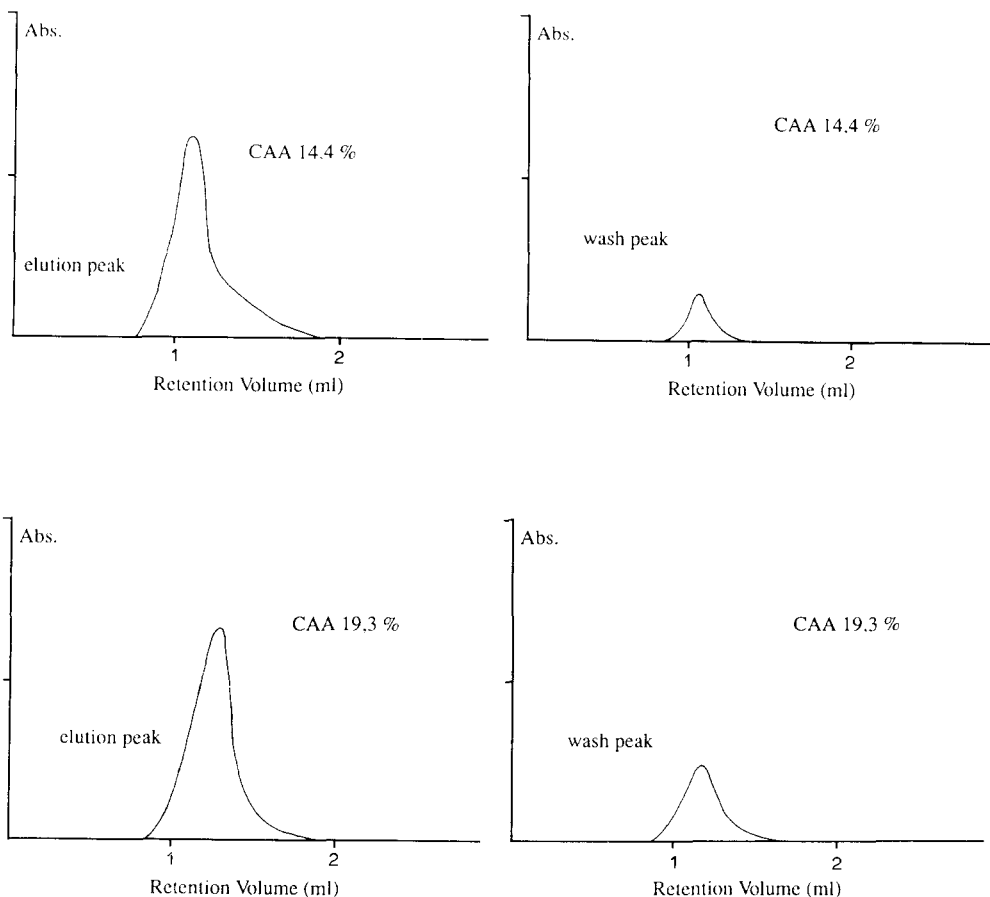 Abs.
CAA 14.4 %
elution peak
1
2
Retention Volume (ml)
CAA 14,4 %
wash peak
1
2
Retention Volume (ml)
Abs.
CAA 19,3 %
elution peak
1
2
Retention Volume (ml)
Abs.
CAA 19,3 %
wash peak
1
2
Retention Volume (ml)